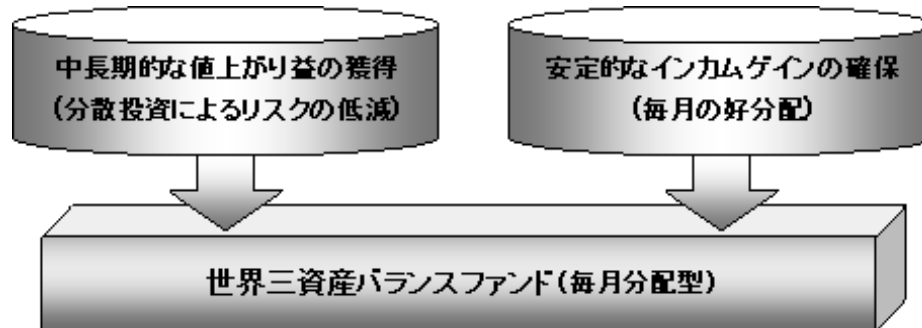 中長期的な値上がり益の獲得
(分散投資によるリスクの低減)
安定的なインカムゲインの確保
(毎月の好分配)
世界三資産バランスファンド(毎月分配型)